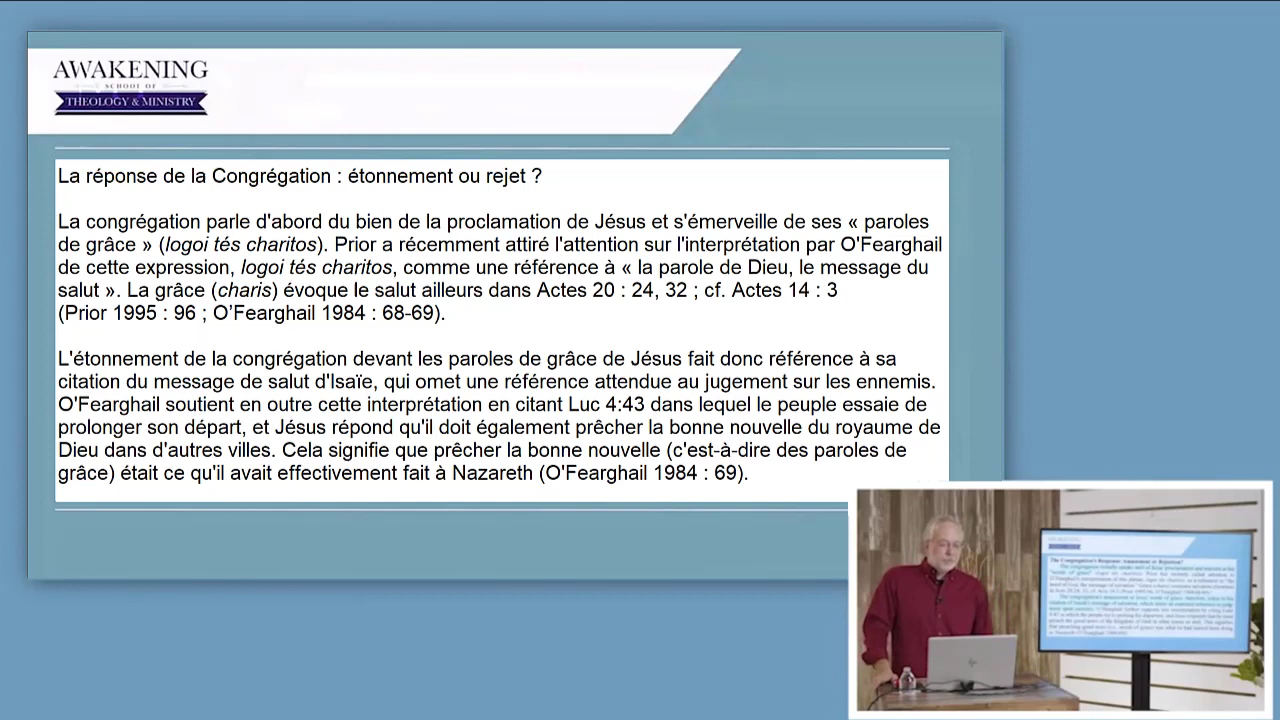 AWAKENING
SCHOOL OF
THEOLOGY & MINISTRY
La réponse de la Congrégation : étonnement ou rejet ?
La congrégation parle d'abord du bien de la proclamation de Jésus et s'émerveille de ses « paroles
de grâce » (logoi tés charitos). Prior a récemment attiré l'attention sur l'interprétation par O'Fearghail
de cette expression, logoi tés charitos, comme une référence à « la parole de Dieu, le message du
salut ». La grâce (charis) évoque le salut ailleurs dans Actes 20 : 24, 32 ; cf. Actes 14 : 3
(Prior 1995 : 96 ; O’Fearghail 1984 : 68-69).
L'étonnement de la congrégation devant les paroles de grâce de Jésus fait donc référence à sa
citation du message de salut d'Isaïe, qui omet une référence attendue au jugement sur les ennemis.
O'Fearghail soutient en outre cette interprétation en citant Luc 4:43 dans lequel le peuple essaie de
prolonger son départ, et Jésus répond qu'il doit également prêcher la bonne nouvelle du royaume de
Dieu dans d'autres villes. Cela signifie que prêcher la bonne nouvelle (c'est-à-dire des paroles de
grâce) était ce qu'il avait effectivement fait à Nazareth (O'Fearghail 1984 : 69).
The Congregation's Response: Amazement or Rejection?